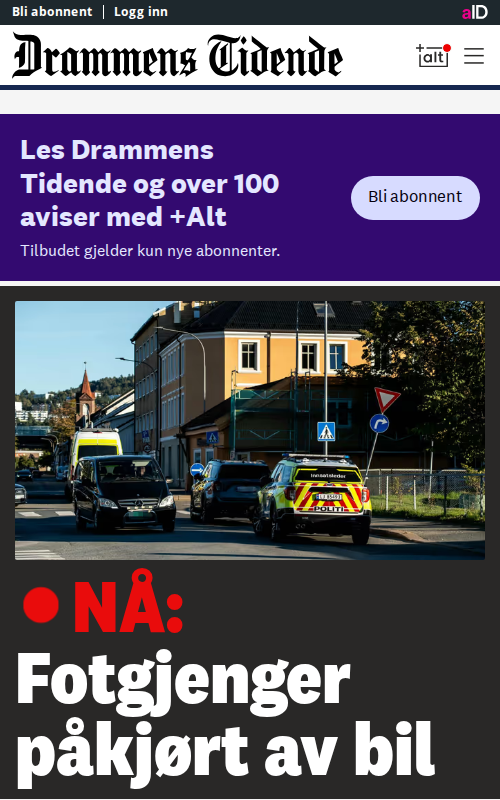 Bli abonnent | Logg inn
aID
Drammens Tidende
+alt
Les Drammens
Tidende og over 100
aviser med +Alt
Bli abonnent
Tilbudet gjelder kun nye abonnenter.
innsatsleder
POLITI
NÅ:
Fotgjenger
påkjørt av bil